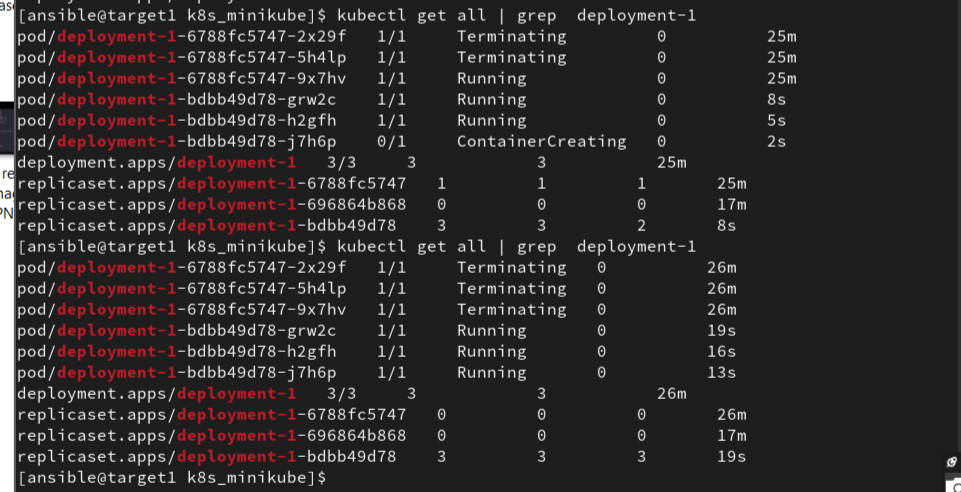 [ansible@target1 k8s_minikube]$ kubectl get all | grep  deployment-1
pod/deployment-1-6788fc5747-2x29f   1/1     Terminating         0          25m
pod/deployment-1-6788fc5747-5h4lp   1/1     Terminating         0          25m
pod/deployment-1-6788fc5747-9x7hv   1/1     Running             0          25m
pod/deployment-1-bdbb49d78-grw2c    1/1     Running             0          8s
pod/deployment-1-bdbb49d78-h2gfh    1/1     Running             0          5s
pod/deployment-1-bdbb49d78-j7h6p    0/1     ContainerCreating   0          2s
deployment.apps/deployment-1   3/3     3            3           25m
replicaset.apps/deployment-1-6788fc5747   1         1         1       25m
replicaset.apps/deployment-1-696864b868   0         0         0       17m
replicaset.apps/deployment-1-bdbb49d78    3         3         2       8s
[ansible@target1 k8s_minikube]$ kubectl get all | grep  deployment-1
pod/deployment-1-6788fc5747-2x29f   1/1     Terminating   0          26m
pod/deployment-1-6788fc5747-5h4lp   1/1     Terminating   0          26m
pod/deployment-1-6788fc5747-9x7hv   1/1     Terminating   0          26m
pod/deployment-1-bdbb49d78-grw2c    1/1     Running       0          19s
pod/deployment-1-bdbb49d78-h2gfh    1/1     Running       0          16s
pod/deployment-1-bdbb49d78-j7h6p    1/1     Running       0          13s
deployment.apps/deployment-1   3/3     3            3           26m
replicaset.apps/deployment-1-6788fc5747   0         0         0       26m
replicaset.apps/deployment-1-696864b868   0         0         0       17m
replicaset.apps/deployment-1-bdbb49d78    3         3         3       19s
[ansible@target1 k8s_minikube]$